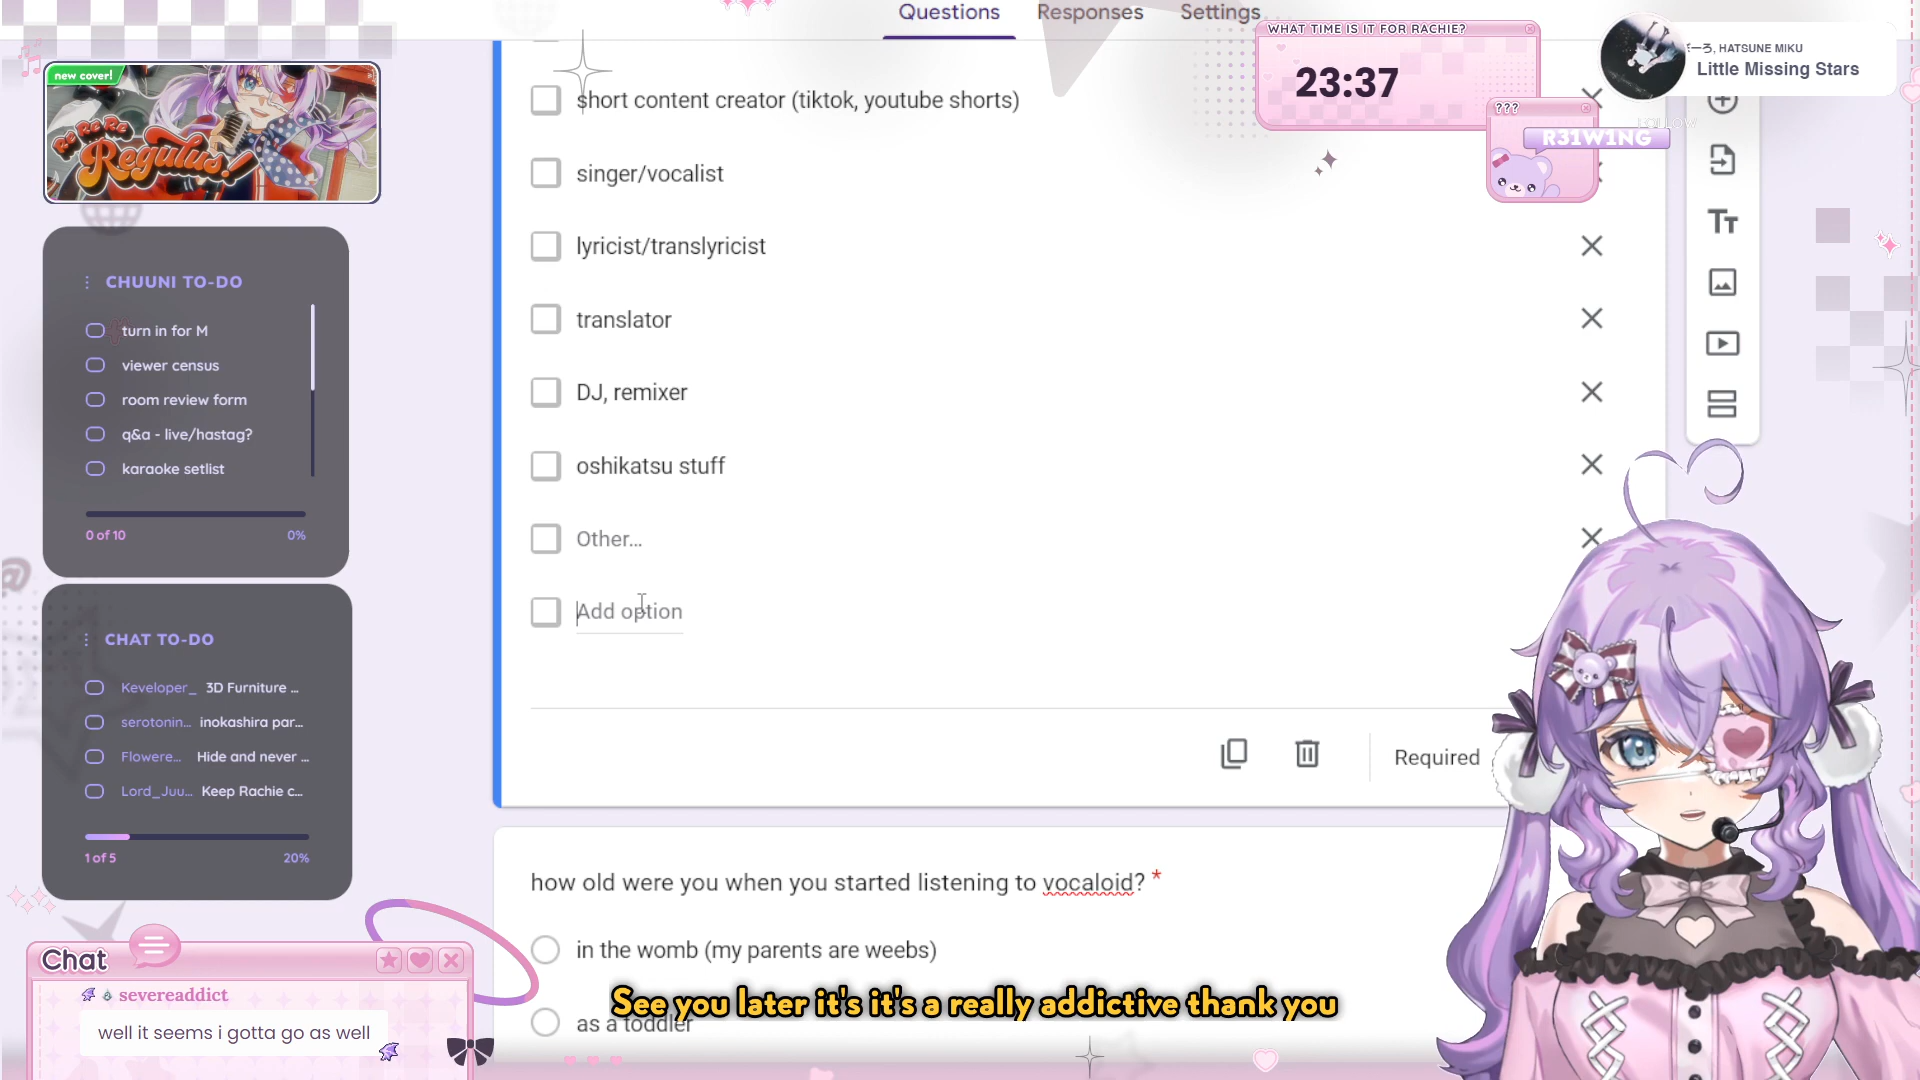 Questions
Responses
Settings
WHAT TIME IS IT FOR RACHIE?
23:37
???
R31W1NG
FOLLOW
HATSUNE MIKU
Little Missing Stars
new cover!
Re Re Re
Regulus!
short content creator (tiktok, youtube shorts)
singer/vocalist
lyricist/translyricist
translator
DJ, remixer
oshikatsu stuff
Other...
Add option
Required
Tт
CHUUNI TO-DO
turn in for M
viewer census
room review form
q&a - live/hastag?
karaoke setlist
0 of 10
0%
CHAT TO-DO
Keveloper_ 3D Furniture ...
serotonin... inokashira par...
Flowere... Hide and never ...
Lord_Juu... Keep Rachie c...
1 of 5
20%
how old were you when you started listening to vocaloid? *
in the womb (my parents are weebs)
as a toddler
See you later it's it's a really addictive thank you
Chat
severeaddict
well it seems i gotta go as well